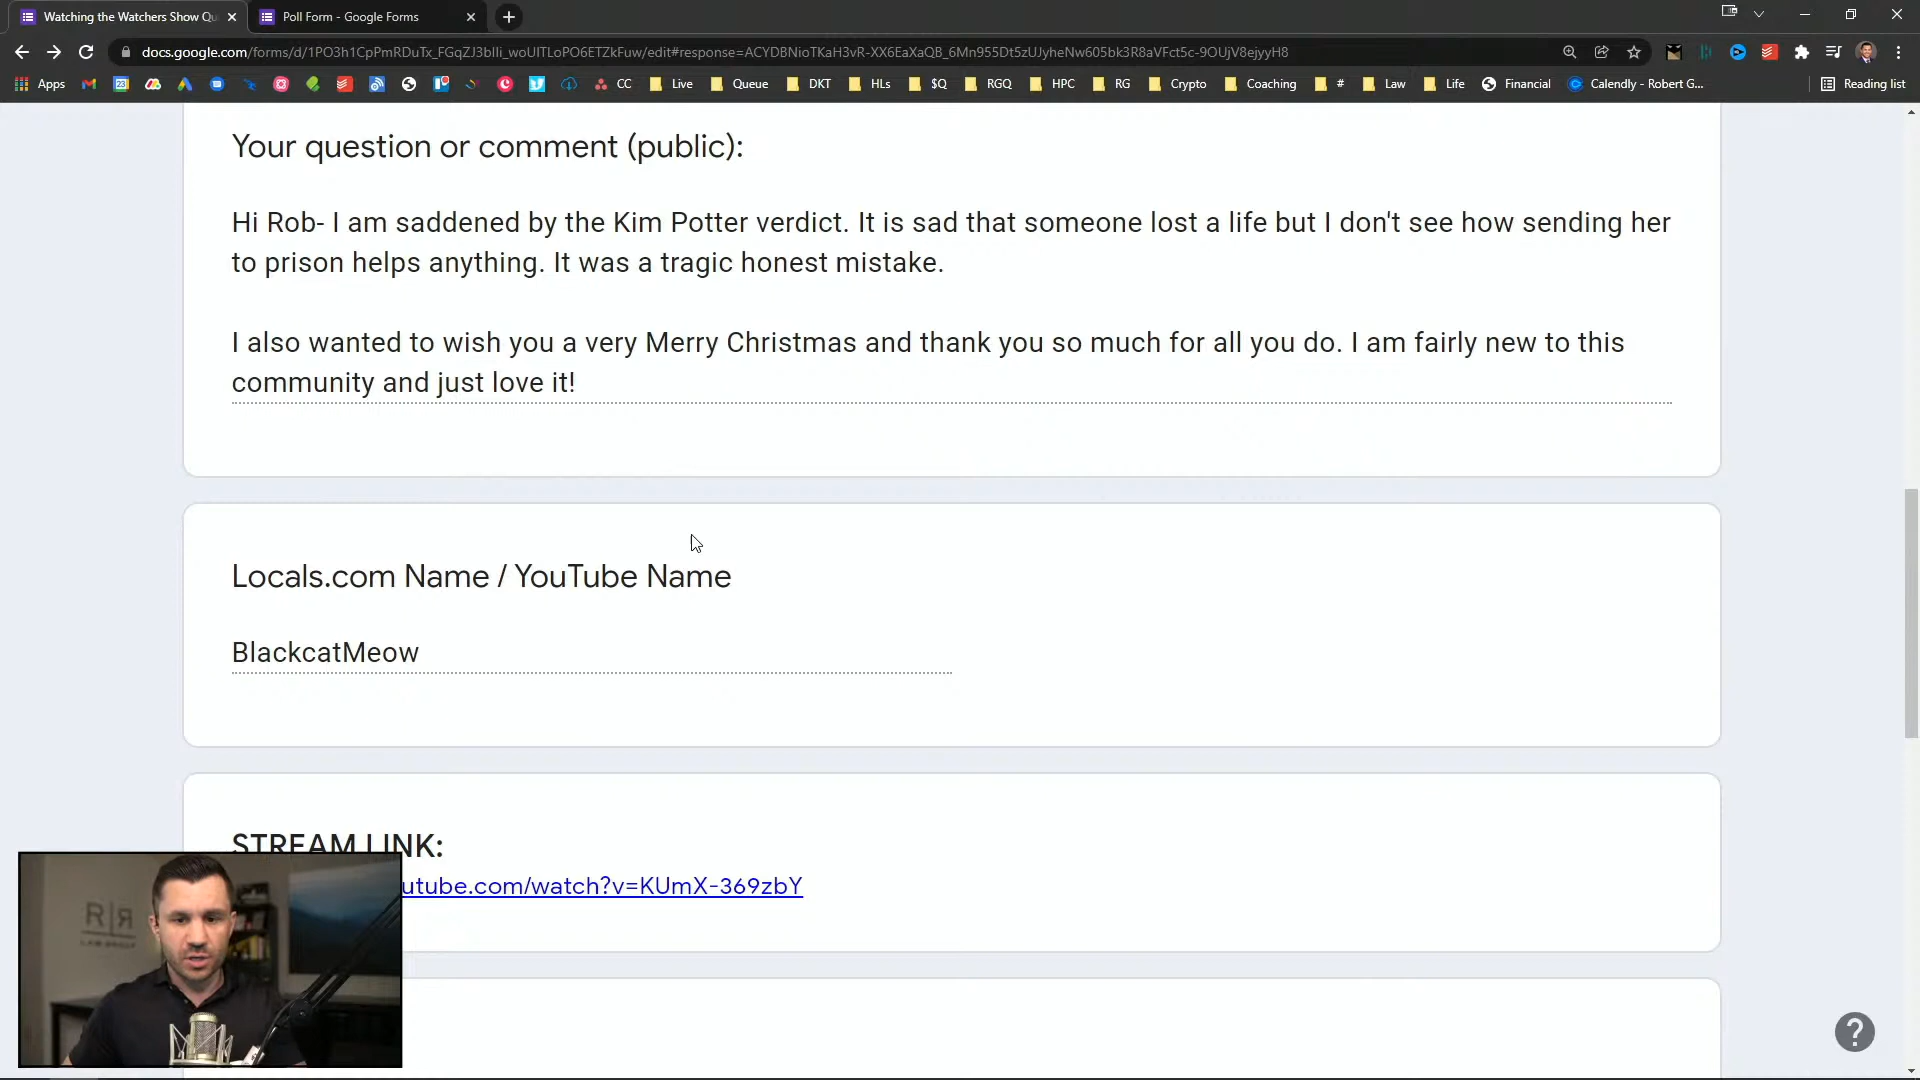 Watching the Watchers Show Qu
Poll Form - Google Forms
docs.google.com/forms/d/1PO3h1CpPmRDuTx_FGqZJ3bIIi_woUITLoPO6ETZkFuw/edit#response=ACYDBNioTKaH3vR-XX6EaXaQB_6Mn955Dt5zUJyheNw605bk3R8aVFct5c-9OUjV8ejyyH8
Apps CC Live Queue DKT HLs $Q RGQ HPC RG Crypto Coaching # Law Life Financial Calendly - Robert G... Reading list
Your question or comment (public):
Hi Rob- I am saddened by the Kim Potter verdict. It is sad that someone lost a life but I don't see how sending her
to prison helps anything. It was a tragic honest mistake.
I also wanted to wish you a very Merry Christmas and thank you so much for all you do. I am fairly new to this
community and just love it!
Locals.com Name / YouTube Name
BlackcatMeow
STREAM LINK:
utube.com/watch?v=KUmX-369zbY
R|R
LAW GROUP